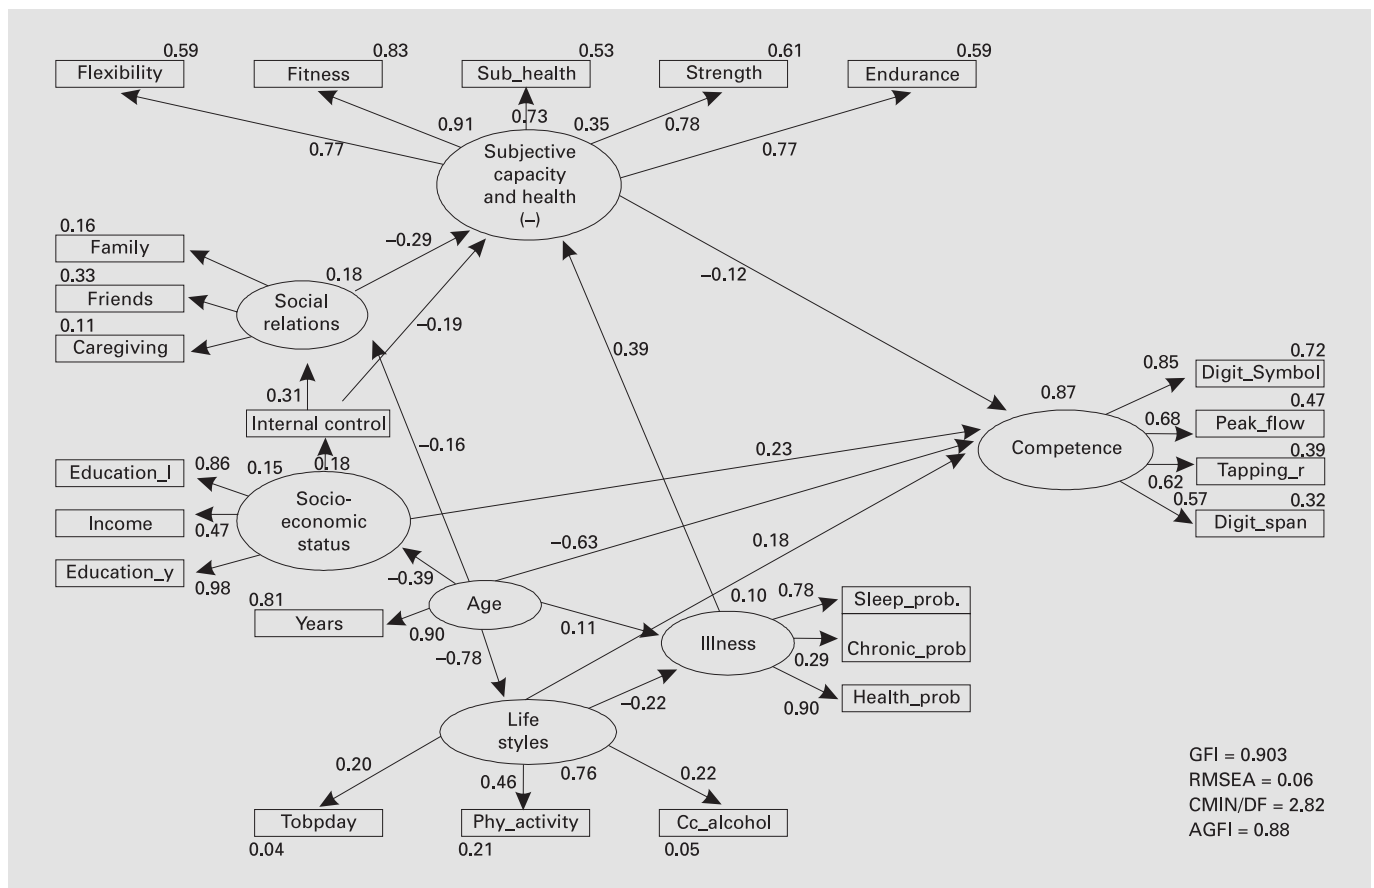 0.59
0.83
0.53
0.61
0.59
Flexibility
Fitness
Sub_health
Strength
Endurance
0.91
0.73
0.35
0.78
0.77
0.77
Subjective
capacity
and health
(–)
0.16
Family
–0.29
0.33
0.18
Friends
Social
relations
0.11
Caregiving
–0.19
–0.12
0.39
0.31
Internal control
0.87
Competence
0.72
0.85
Digit_Symbol
0.47
0.68
Peak_flow
0.39
Tapping_r
0.62
0.57
0.32
Digit_span
–0.16
0.23
Education_l
0.86
0.15
0.18
Income
0.47
Socio-
economic
status
Education_y
0.98
–0.39
–0.63
0.18
0.81
Years
0.90
Age
0.11
0.10
0.78
Sleep_prob.
Illness
Chronic_prob
0.29
–0.78
–0.22
0.90
Health_prob
Life
styles
0.20
0.46
0.76
0.22
Tobpday
Phy_activity
Cc_alcohol
0.04
0.21
0.05
GFI = 0.903
RMSEA = 0.06
CMIN/DF = 2.82
AGFI = 0.88